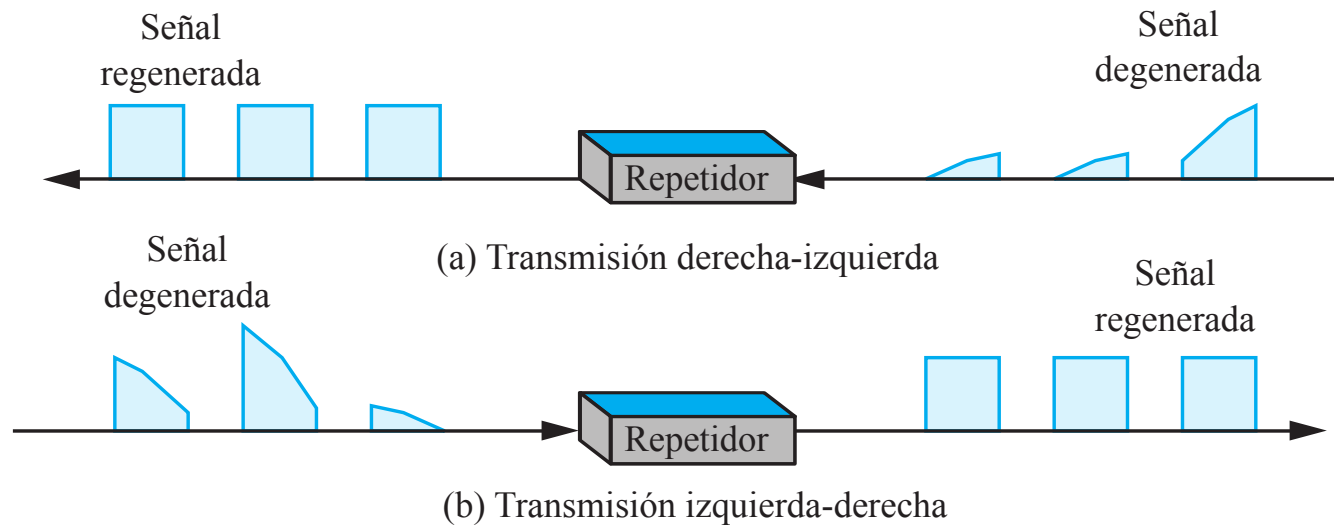 Señal
regenerada
Señal
degenerada
Repetidor
(a) Transmisión derecha-izquierda
Señal
degenerada
Señal
regenerada
Repetidor
(b) Transmisión izquierda-derecha